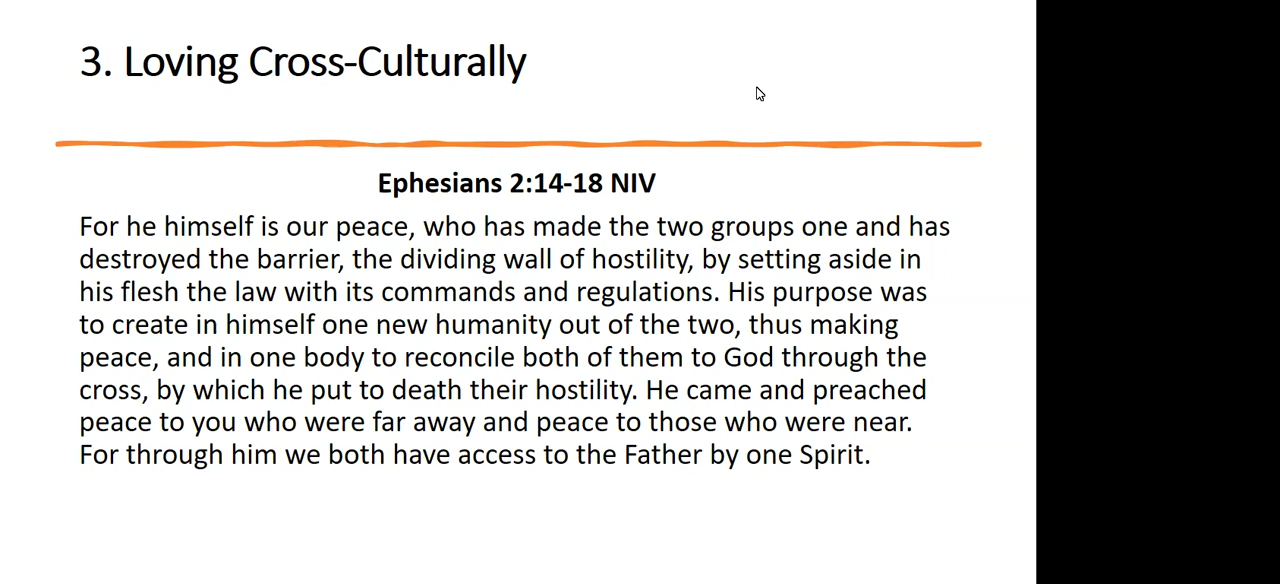 3. Loving Cross-Culturally
Ephesians 2:14-18 NIV
For he himself is our peace, who has made the two groups one and has
destroyed the barrier, the dividing wall of hostility, by setting aside in
his flesh the law with its commands and regulations. His purpose was
to create in himself one new humanity out of the two, thus making
peace, and in one body to reconcile both of them to God through the
cross, by which he put to death their hostility. He came and preached
peace to you who were far away and peace to those who were near.
For through him we both have access to the Father by one Spirit.